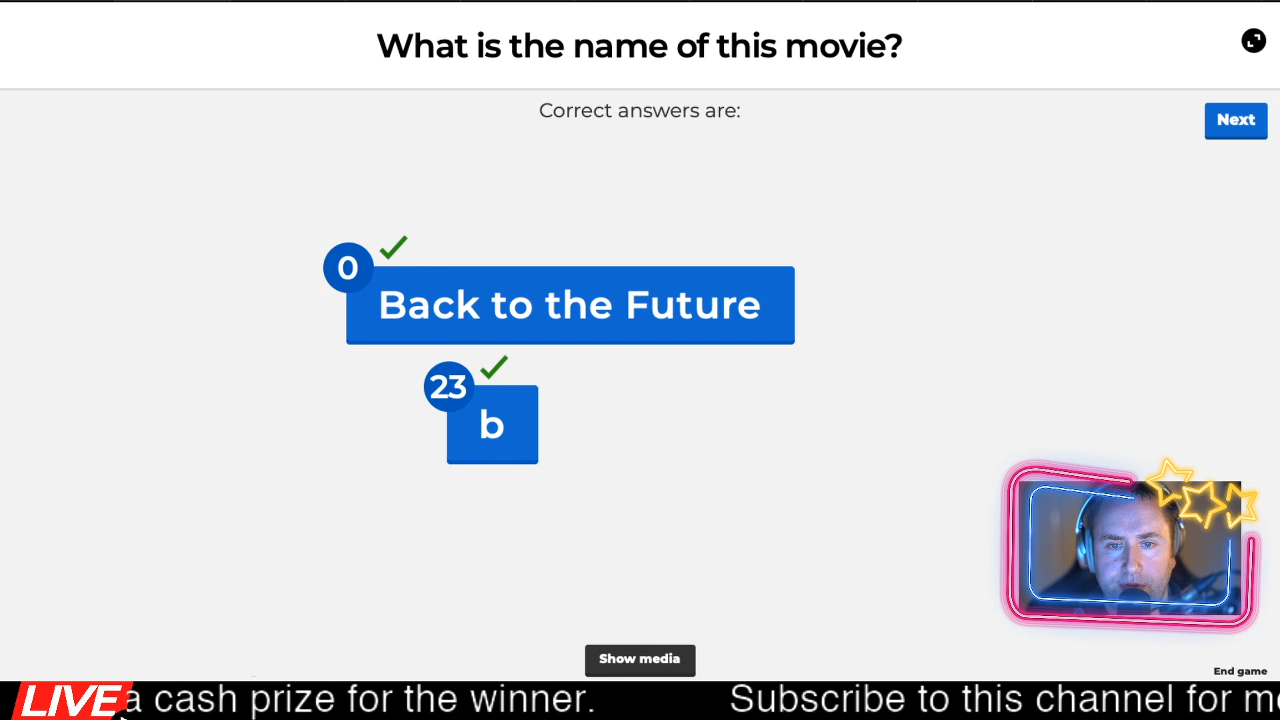 What is the name of this movie?
Correct answers are:
Next
0
Back to the Future
23
b
Show media
End game
LIVE a cash prize for the winner. Subscribe to this channel for m